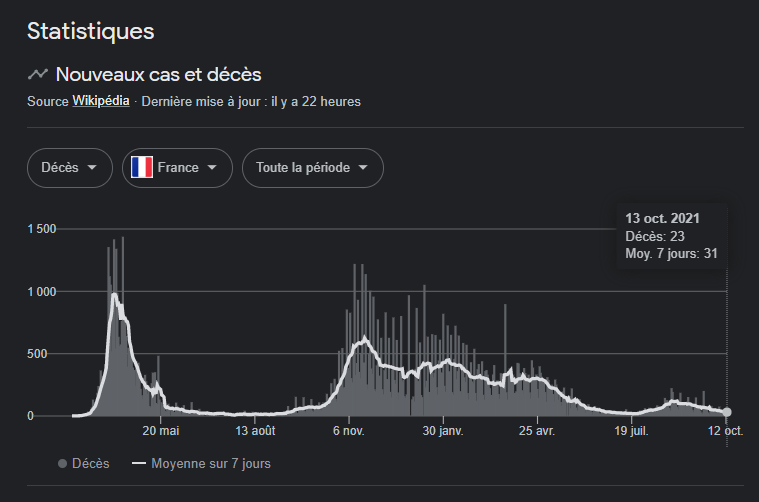 Statistiques
Nouveaux cas et décès
Source Wikipédia · Dernière mise à jour : il y a 22 heures
Décès
France
Toute la période
13 oct. 2021
Décès: 23
Moy. 7 jours: 31
1 500
1 000
500
0
20 mai
13 août
6 nov.
30 janv.
25 avr.
19 juil.
12 oct.
Décès
Moyenne sur 7 jours